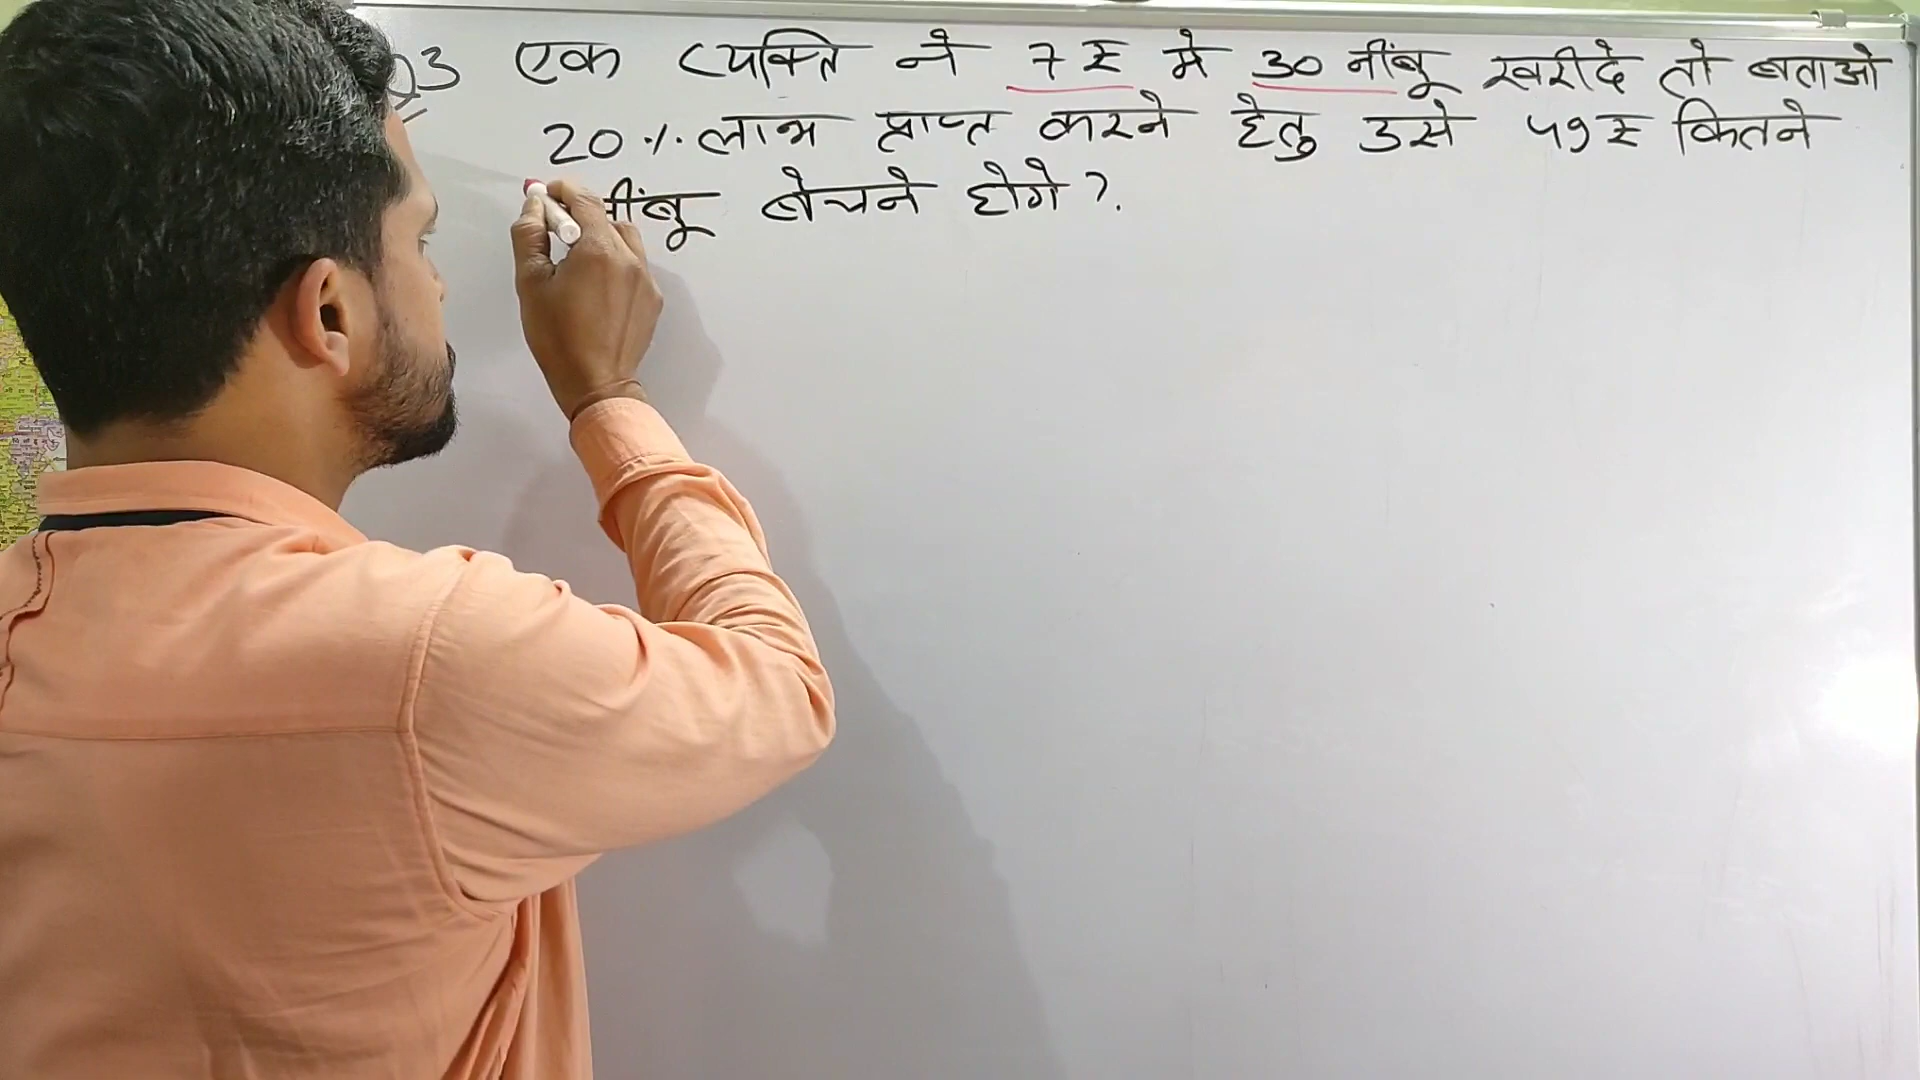 Q3 एक व्यक्ति ने 7 रु मे 30 नींबू खरीदे तो बताओ
20 % लाभ प्राप्त करने हेतु उसे 49 रु कितने
नींबू बेचने होगे ?.